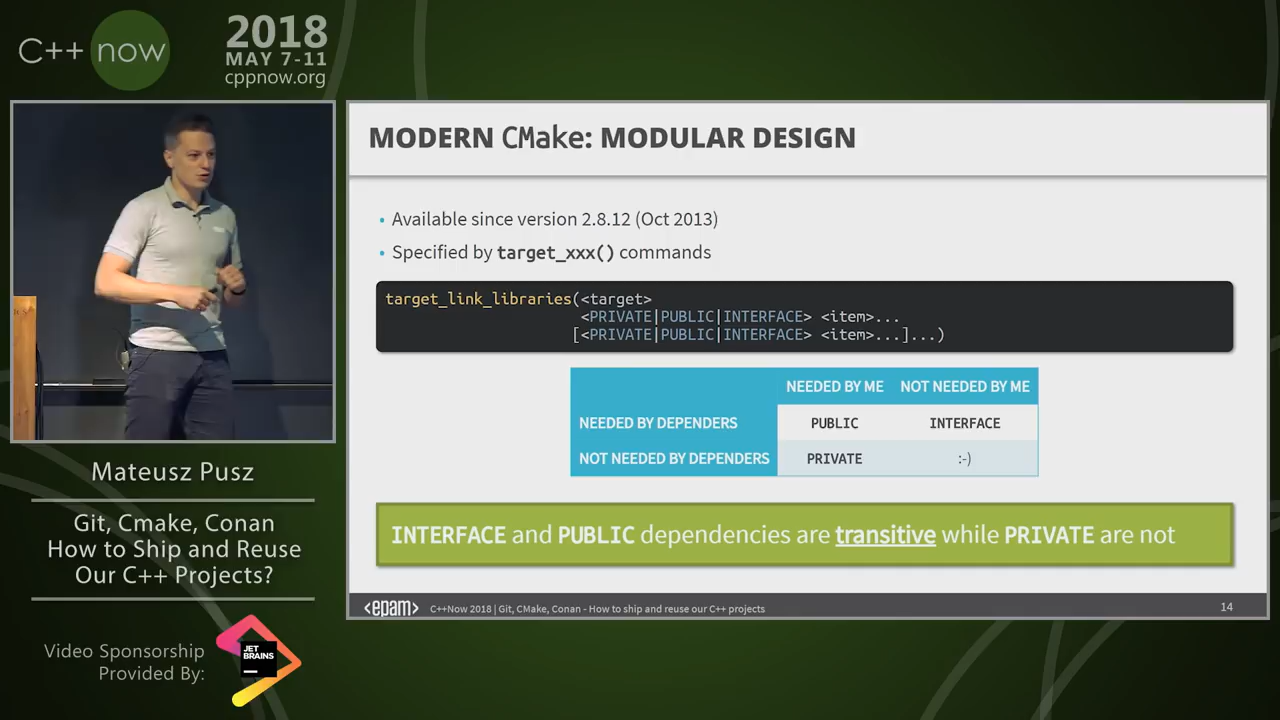 C++ now
2018
MAY 7-11
cppnow.org
MODERN CMake: MODULAR DESIGN
• Available since version 2.8.12 (Oct 2013)
• Specified by target_xxx() commands
target_link_libraries(<target>
<PRIVATE|PUBLIC|INTERFACE> <item>...
[<PRIVATE|PUBLIC|INTERFACE> <item>...]...)
NEEDED BY ME NOT NEEDED BY ME
NEEDED BY DEPENDERS PUBLIC INTERFACE
NOT NEEDED BY DEPENDERS PRIVATE :-)
INTERFACE and PUBLIC dependencies are transitive while PRIVATE are not
<epam> C++Now 2018 | Git, CMake, Conan - How to ship and reuse our C++ projects 14
Mateusz Pusz
Git, Cmake, Conan
How to Ship and Reuse
Our C++ Projects?
Video Sponsorship
Provided By:
JET
BRAINS